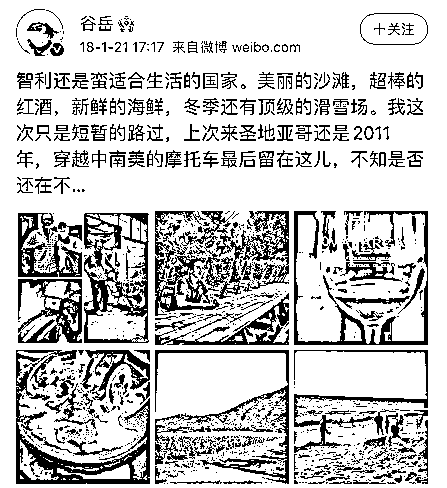 谷岳
18-1-21 17:17 来自微博 weibo.com
+关注
智利还是蛮适合生活的国家。美丽的沙滩，超棒的
红酒，新鲜的海鲜，冬季还有顶级的滑雪场。我这
次只是短暂的路过，上次来圣地亚哥还是2011
年，穿越中南美的摩托车最后留在这儿，不知是否
还在不...